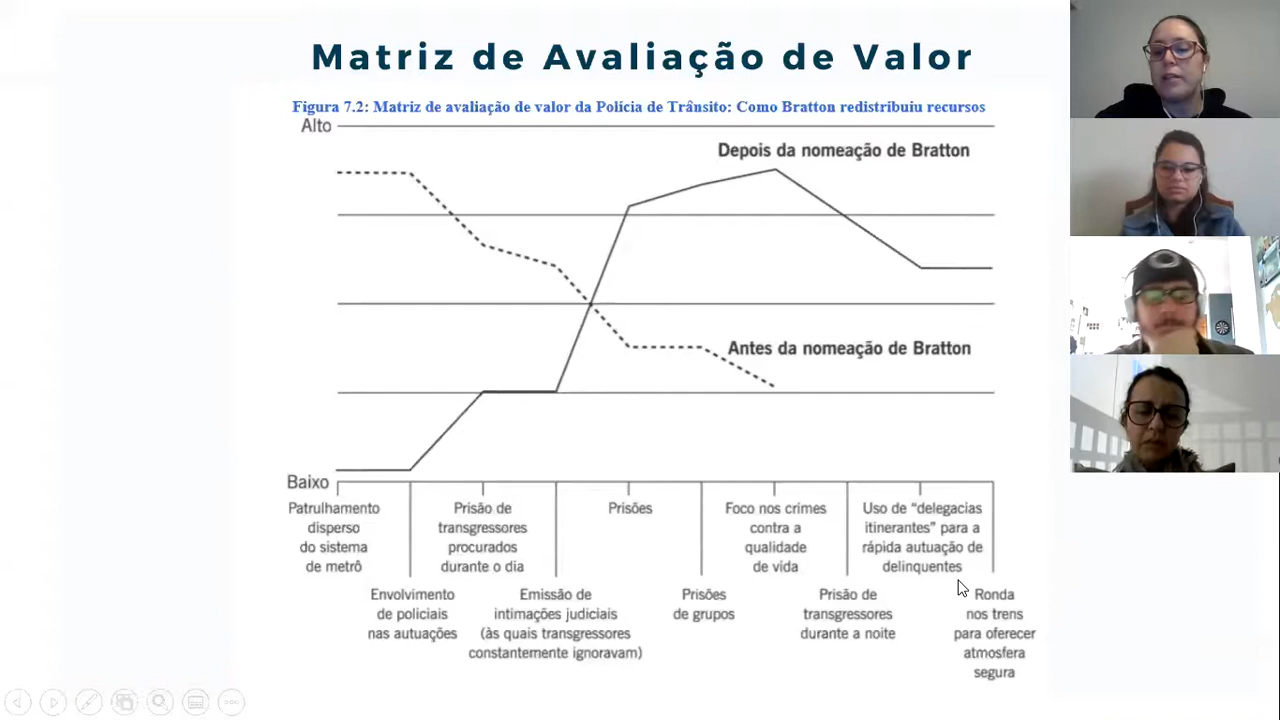 Matriz de Avaliação de Valor
Figura 7.2: Matriz de avaliação de valor da Polícia de Trânsito: Como Bratton redistribuiu recursos
Alto
Depois da nomeação de Bratton
Antes da nomeação de Bratton
Baixo
Patrulhamento
disperso
do sistema
de metrô
Envolvimento
de policiais
nas autuações
Prisão de
transgressores
procurados
durante o dia
Emissão de
intimações judiciais
(às quais transgressores
constantemente ignoravam)
Prisões
Prisões
de grupos
Foco nos crimes
contra a
qualidade
de vida
Prisão de
transgressores
durante a noite
Uso de “delegacias
itinerantes” para a
rápida autuação de
delinquentes
Ronda
nos trens
para oferecer
atmosfera
segura